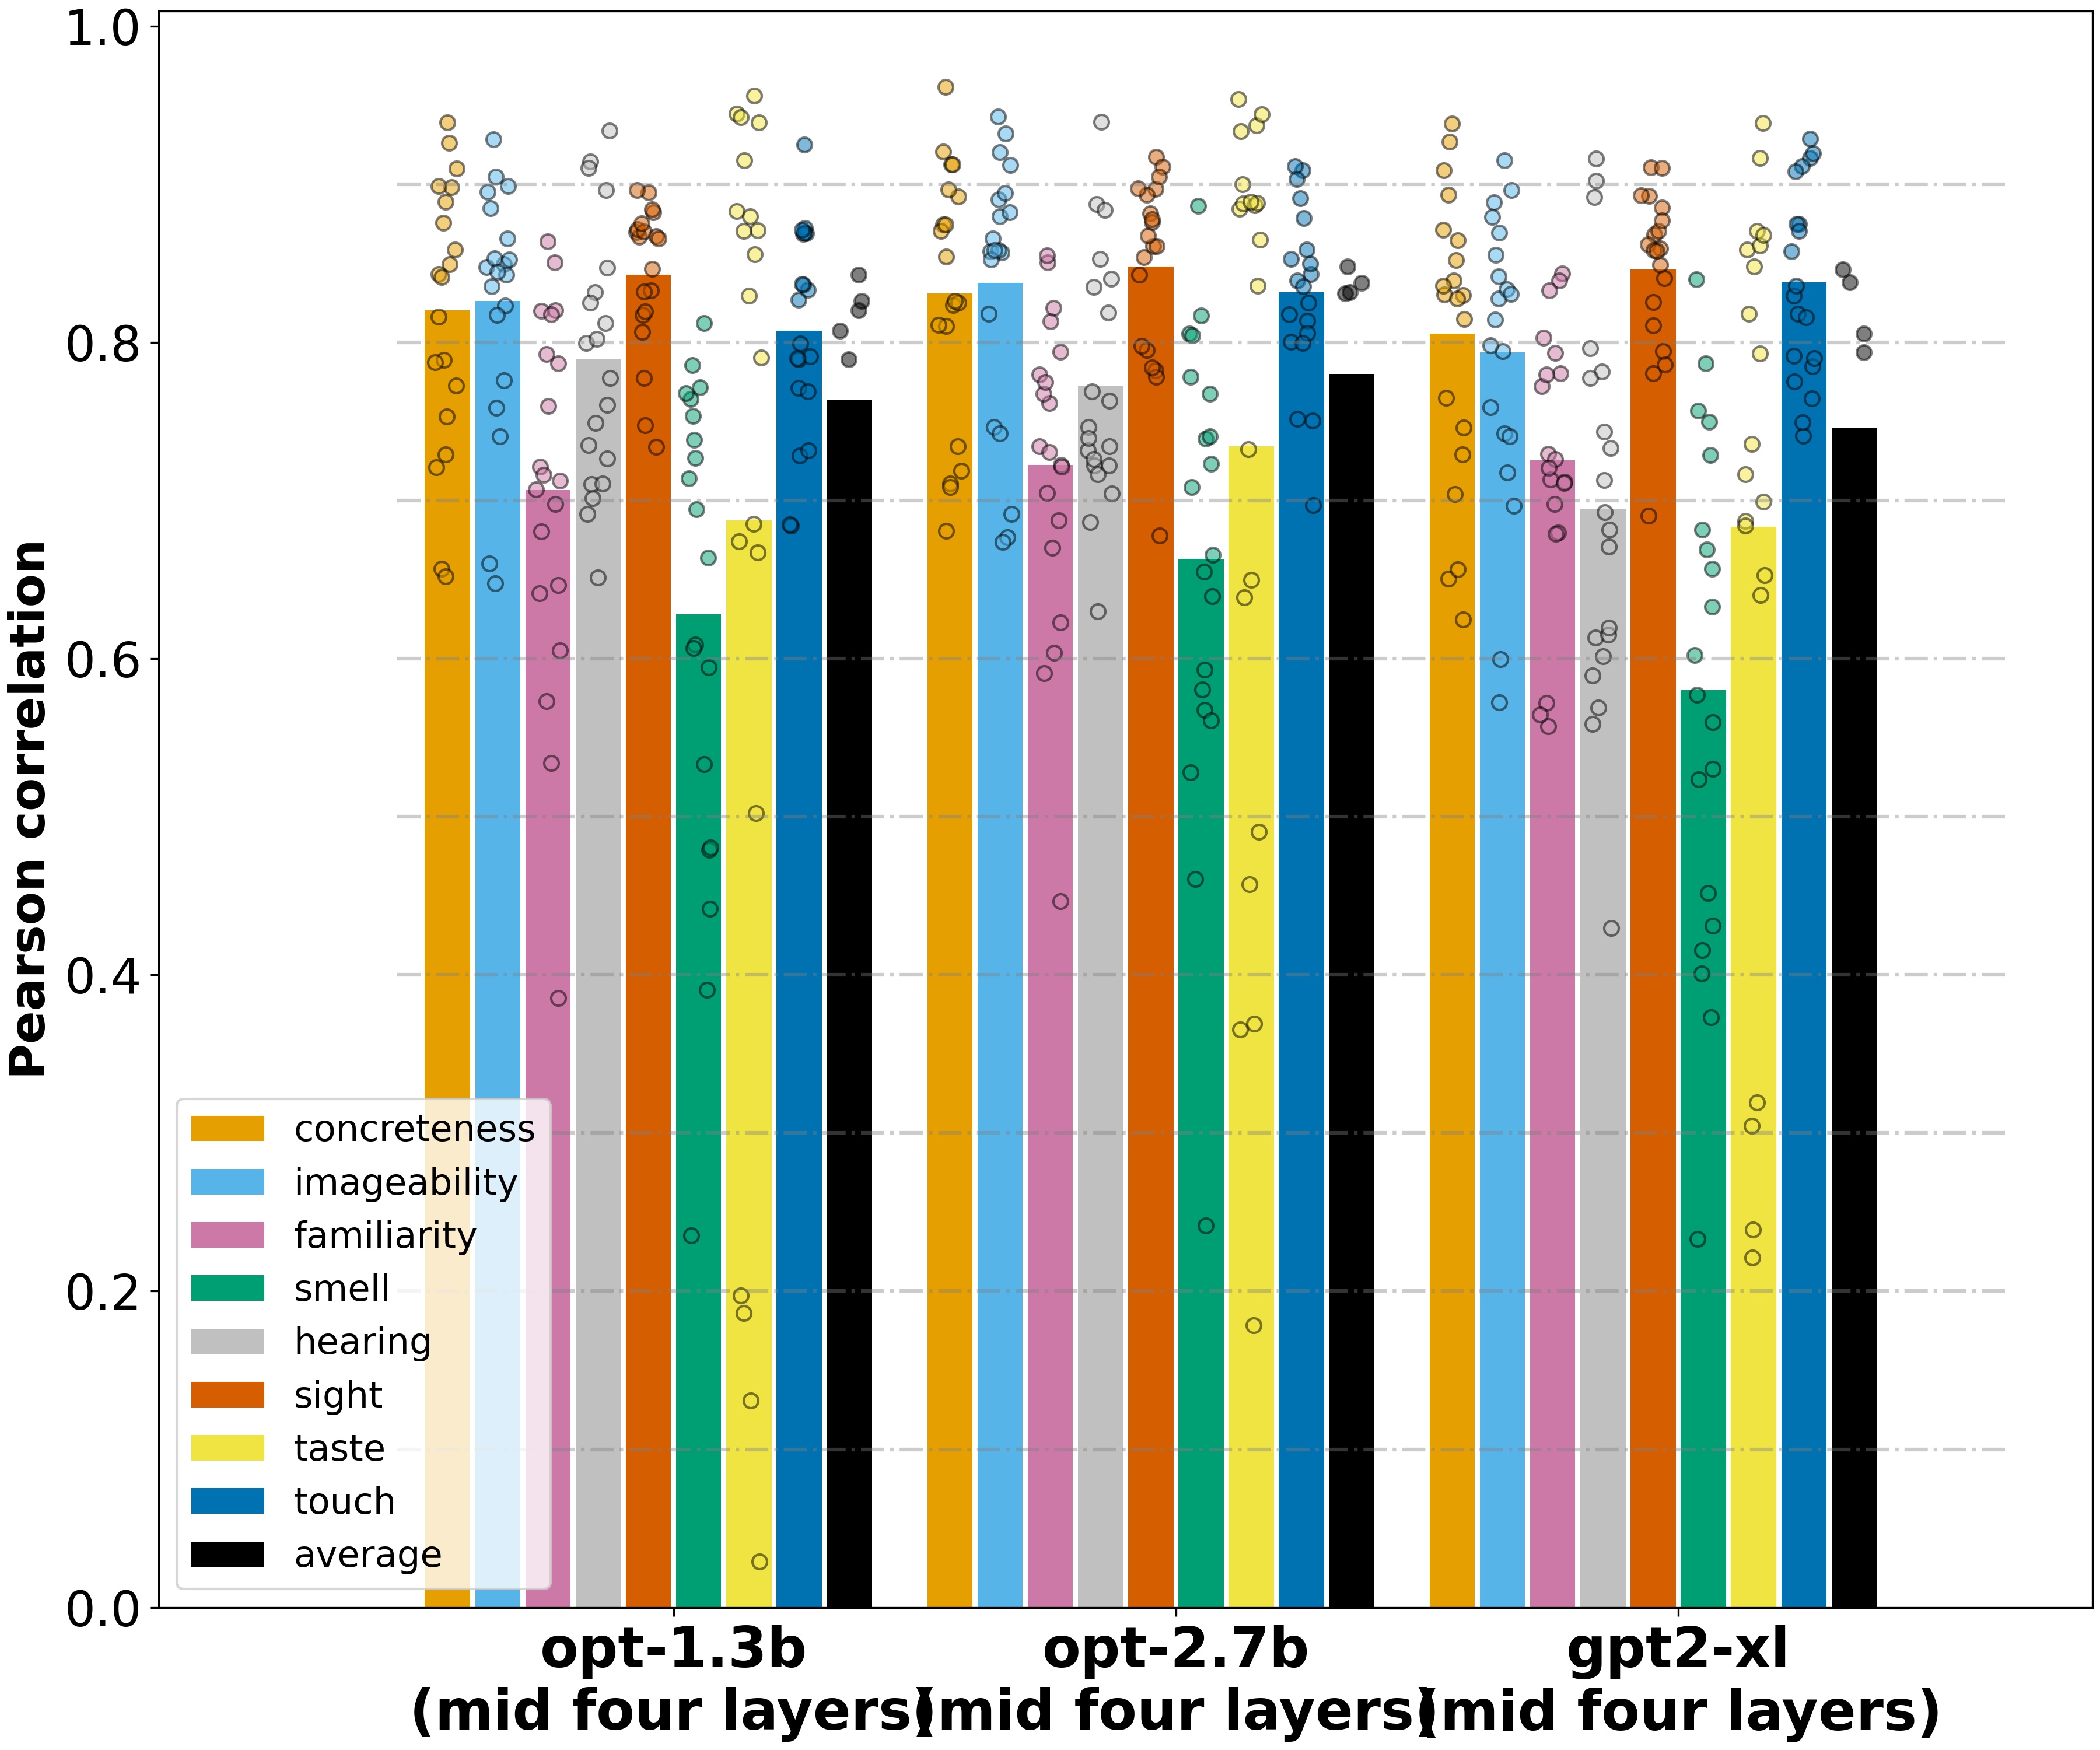 Pearson correlation
1.0
0.8
0.6
0.4
0.2
0.0
concreteness
imageability
familiarity
smell
hearing
sight
taste
touch
average
opt-1.3b
(mid four layers)
opt-2.7b
(mid four layers)
gpt2-xl
(mid four layers)